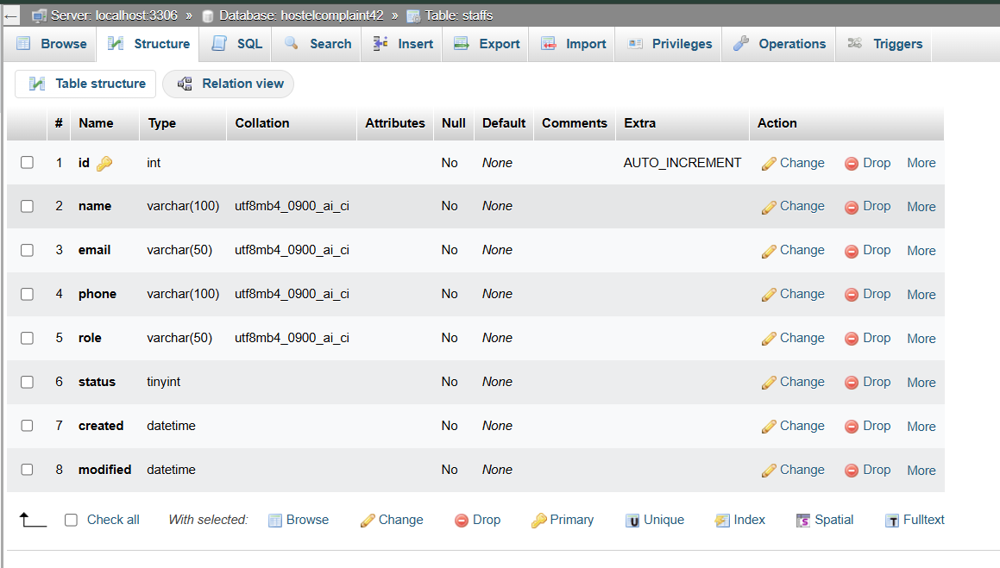 Server: localhost:3306 » Database: hostelcomplaint42 » Table: staffs
Browse Structure SQL Search Insert Export Import Privileges Operations Triggers
Table structure Relation view
# Name Type Collation Attributes Null Default Comments Extra Action
1 id int No None AUTO_INCREMENT Change Drop More
2 name varchar(100) utf8mb4_0900_ai_ci No None Change Drop More
3 email varchar(50) utf8mb4_0900_ai_ci No None Change Drop More
4 phone varchar(100) utf8mb4_0900_ai_ci No None Change Drop More
5 role varchar(50) utf8mb4_0900_ai_ci No None Change Drop More
6 status tinyint No None Change Drop More
7 created datetime No None Change Drop More
8 modified datetime No None Change Drop More
Check all With selected: Browse Change Drop Primary Unique Index Spatial Fulltext